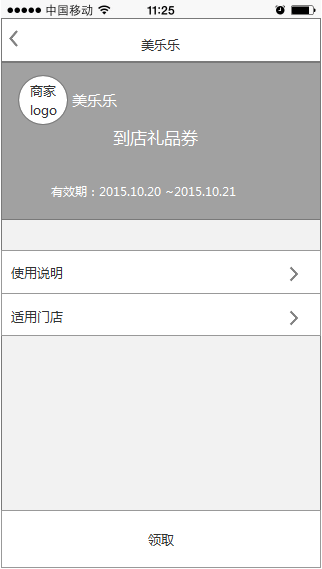 中国移动 11:25
美乐乐
商家
logo
美乐乐
到店礼品券
有效期：2015.10.20 ~2015.10.21
使用说明
适用门店
领取